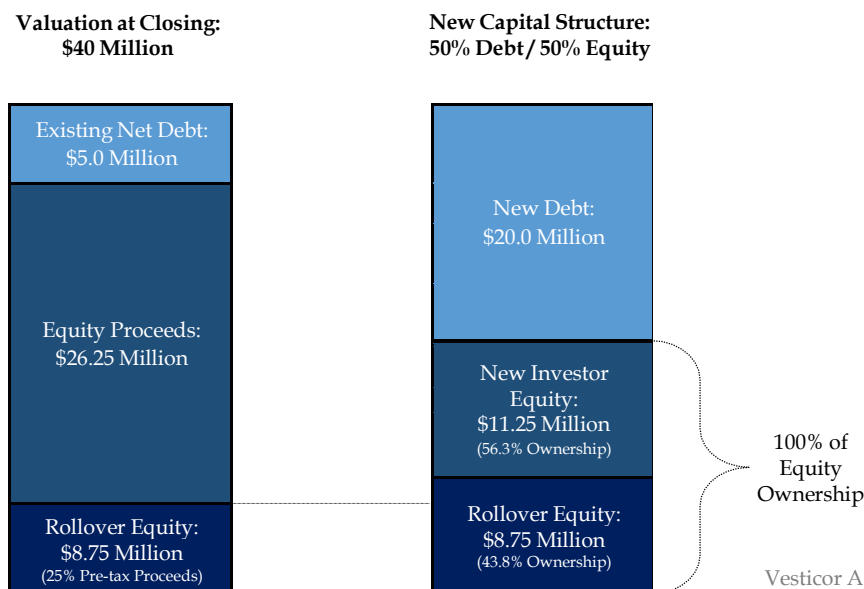 Valuation at Closing:
$40 Million
New Capital Structure:
50% Debt / 50% Equity
Existing Net Debt:
$5.0 Million
Equity Proceeds:
$26.25 Million
Rollover Equity:
$8.75 Million
(25% Pre-tax Proceeds)
New Debt:
$20.0 Million
New Investor
Equity:
$11.25 Million
(56.3% Ownership)
Rollover Equity:
$8.75 Million
(43.8% Ownership)
100% of
Equity
Ownership
Vesticor A